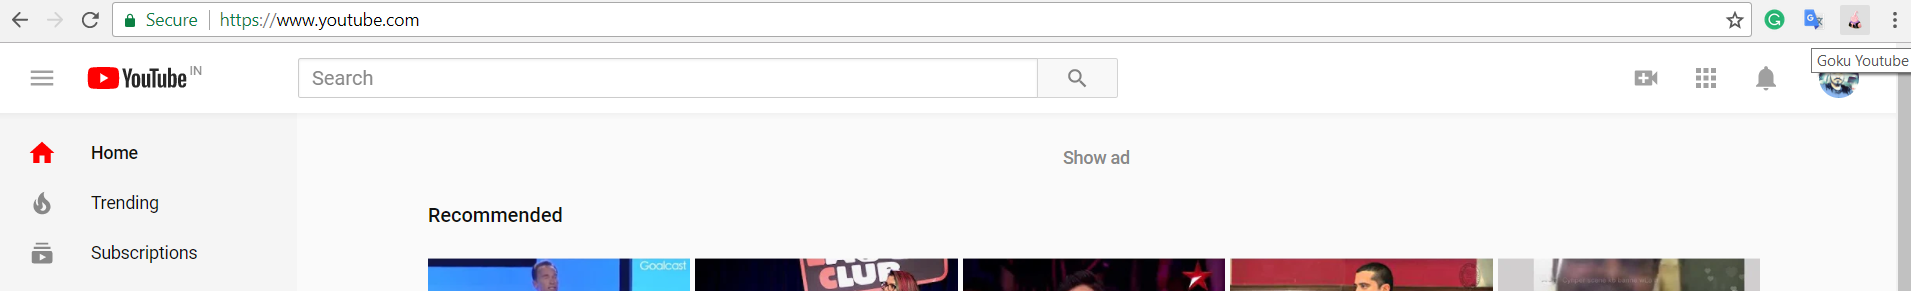 Secure https://www.youtube.com
Goku Youtube
YouTube IN
Search
Show ad
Home
Trending
Subscriptions
Recommended
Goalcast
CLUB